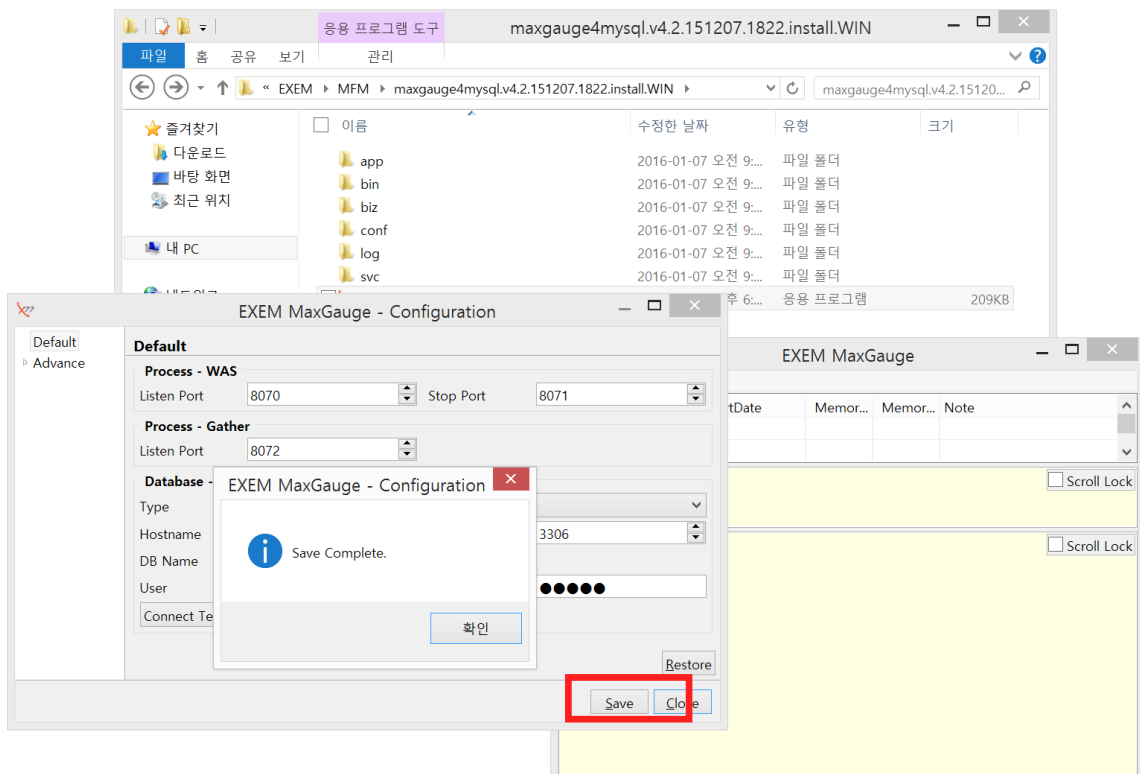 응용 프로그램 도구
maxgauge4mysql.v4.2.151207.1822.install.WIN
파일 홈 공유 보기 관리
« EXEM ▸ MFM ▸ maxgauge4mysql.v4.2.151207.1822.install.WIN ▸
maxgauge4mysql.v4.2.15120...
즐겨찾기
다운로드
바탕 화면
최근 위치
내 PC
이름 수정한 날짜 유형 크기
app 2016-01-07 오전 9:... 파일 폴더
bin 2016-01-07 오전 9:... 파일 폴더
biz 2016-01-07 오전 9:... 파일 폴더
conf 2016-01-07 오전 9:... 파일 폴더
log 2016-01-07 오전 9:... 파일 폴더
svc 2016-01-07 오전 9:... 파일 폴더
후 6:... 응용 프로그램 209KB
EXEM MaxGauge - Configuration
Default
Advance
Default
Process - WAS
Listen Port 8070 Stop Port 8071
Process - Gather
Listen Port 8072
Database -
Type
Hostname 3306
DB Name
User ●●●●●
Connect Te
Restore
Save Close
EXEM MaxGauge - Configuration
Save Complete.
확인
EXEM MaxGauge
tDate Memor... Memor... Note
Scroll Lock
Scroll Lock